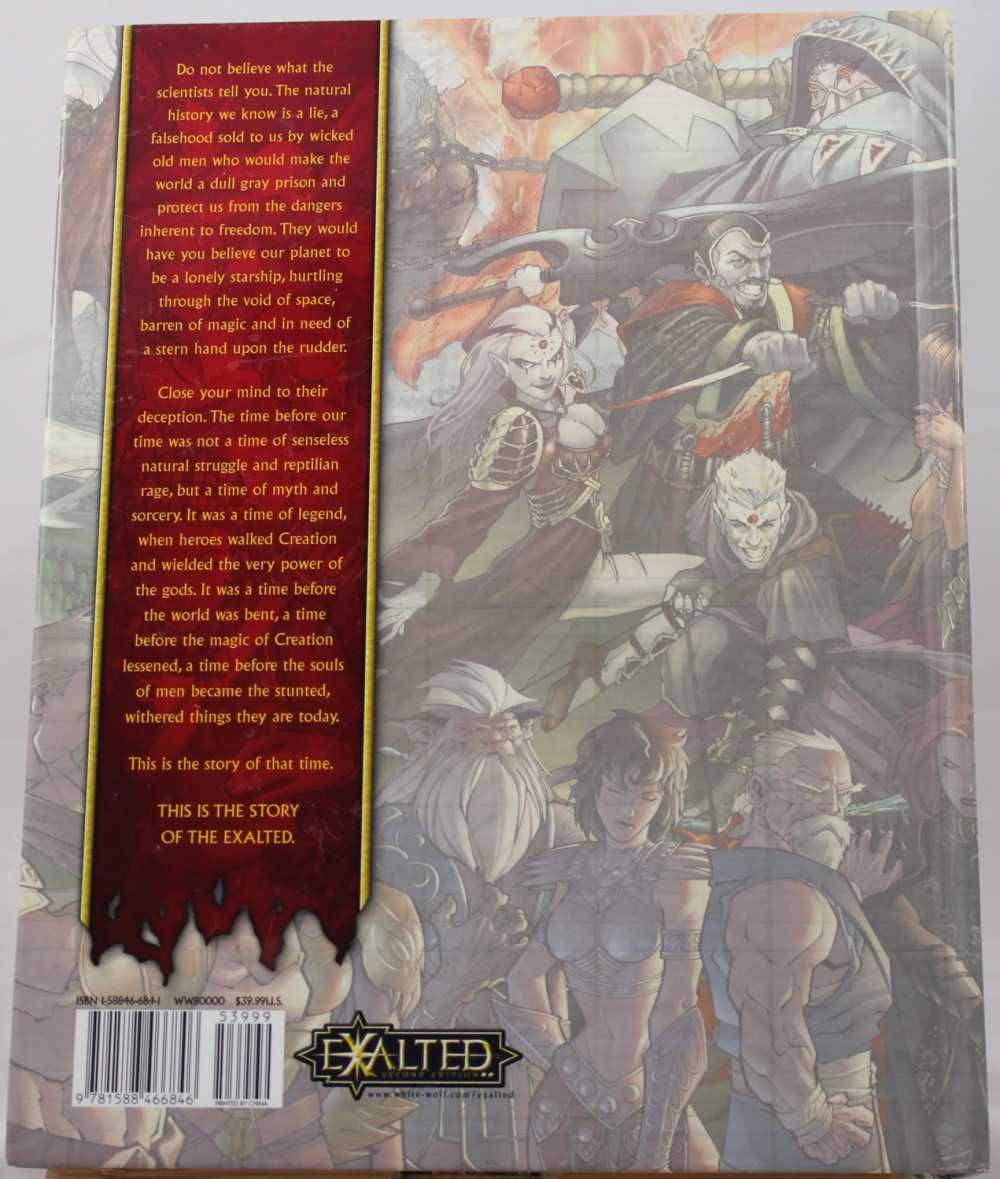 Do not believe what the
scientists tell you. The natural
history we know is a lie, a
falsehood sold to us by wicked
old men who would make the
world a dull gray prison and
protect us from the dangers
inherent to freedom. They would
have you believe our planet to
be a lonely starship, hurtling
through the void of space,
barren of magic and in need of
a stern hand upon the rudder.
Close your mind to their
deception. The time before our
time was not a time of senseless
natural struggle and reptilian
rage, but a time of myth and
sorcery. It was a time of legend,
when heroes walked Creation
and wielded the very power of
the gods. It was a time before
the world was bent, a time
before the magic of Creation
lessened, a time before the souls
of men became the stunted,
withered things they are today.
This is the story of that time.
THIS IS THE STORY
OF THE EXALTED.
ISBN 1-58846-684-1 WW80000 $39.99U.S.
53999
9 781588 466846
PRINTED BY CHINA
EXALTED
SECOND EDITION
www.white-wolf.com/exalted